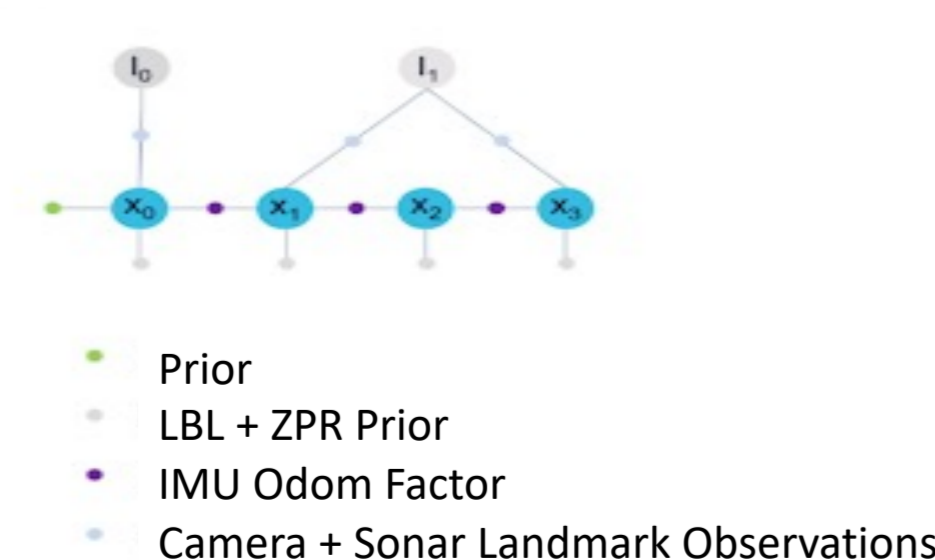 l₀ l₁
x₀ x₁ x₂ x₃
Prior
LBL + ZPR Prior
IMU Odom Factor
Camera + Sonar Landmark Observations